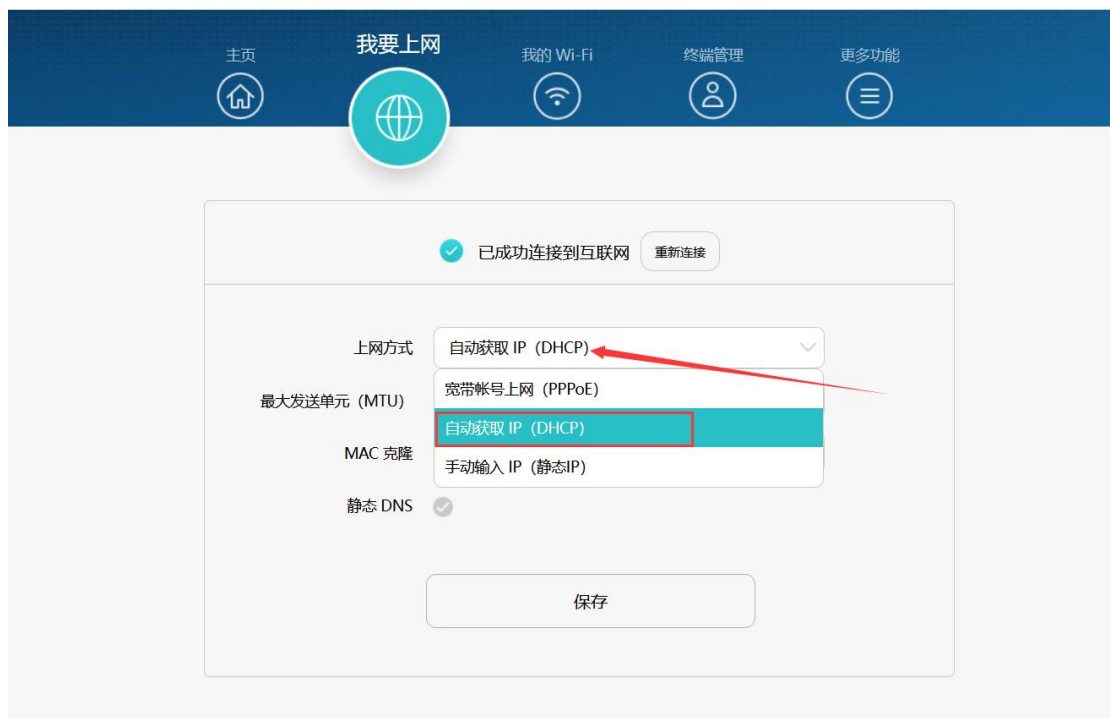 主页
我要上网
我的 Wi-Fi
终端管理
更多功能
已成功连接到互联网
重新连接
上网方式
自动获取 IP（DHCP）
宽带帐号上网（PPPoE）
最大发送单元（MTU）
自动获取 IP（DHCP）
MAC 克隆
手动输入 IP（静态IP）
静态 DNS
保存